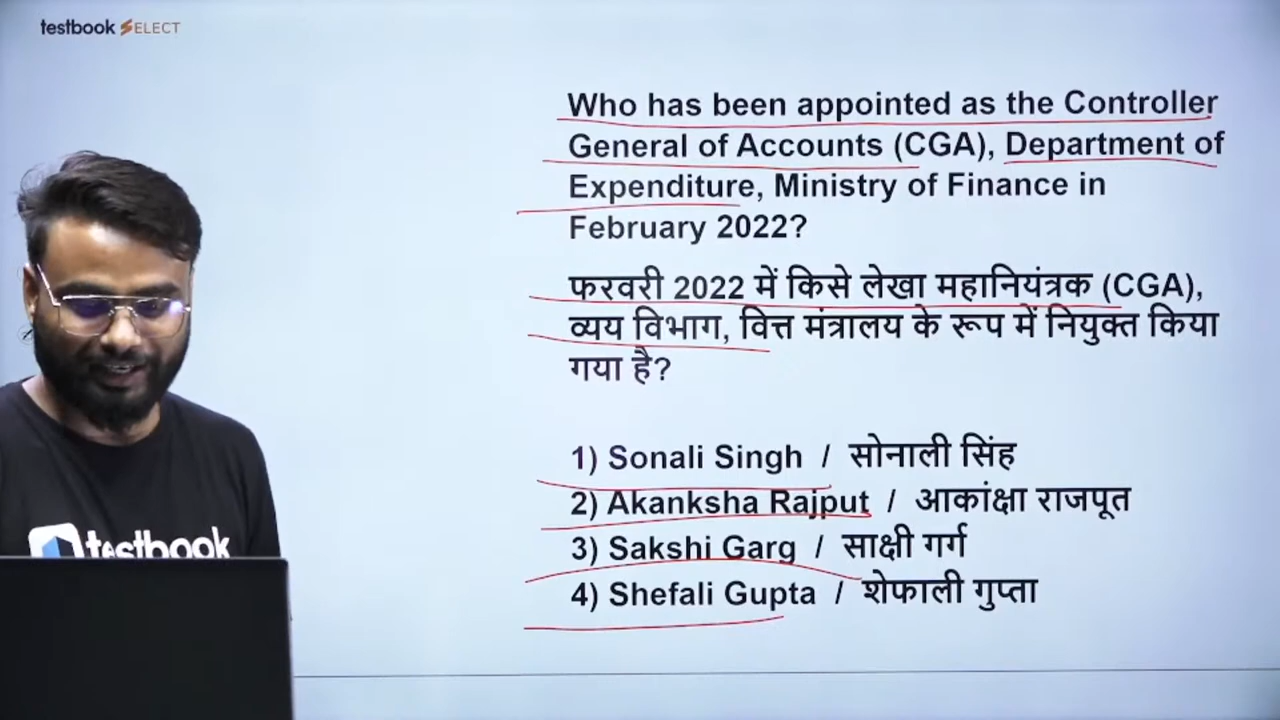 testbook SELECT
Who has been appointed as the Controller
General of Accounts (CGA), Department of
Expenditure, Ministry of Finance in
February 2022?
फरवरी 2022 में किसे लेखा महानियंत्रक (CGA),
व्यय विभाग, वित्त मंत्रालय के रूप में नियुक्त किया
गया है?
1) Sonali Singh / सोनाली सिंह
2) Akanksha Rajput / आकांक्षा राजपूत
3) Sakshi Garg / साक्षी गर्ग
4) Shefali Gupta / शेफाली गुप्ता
testbook